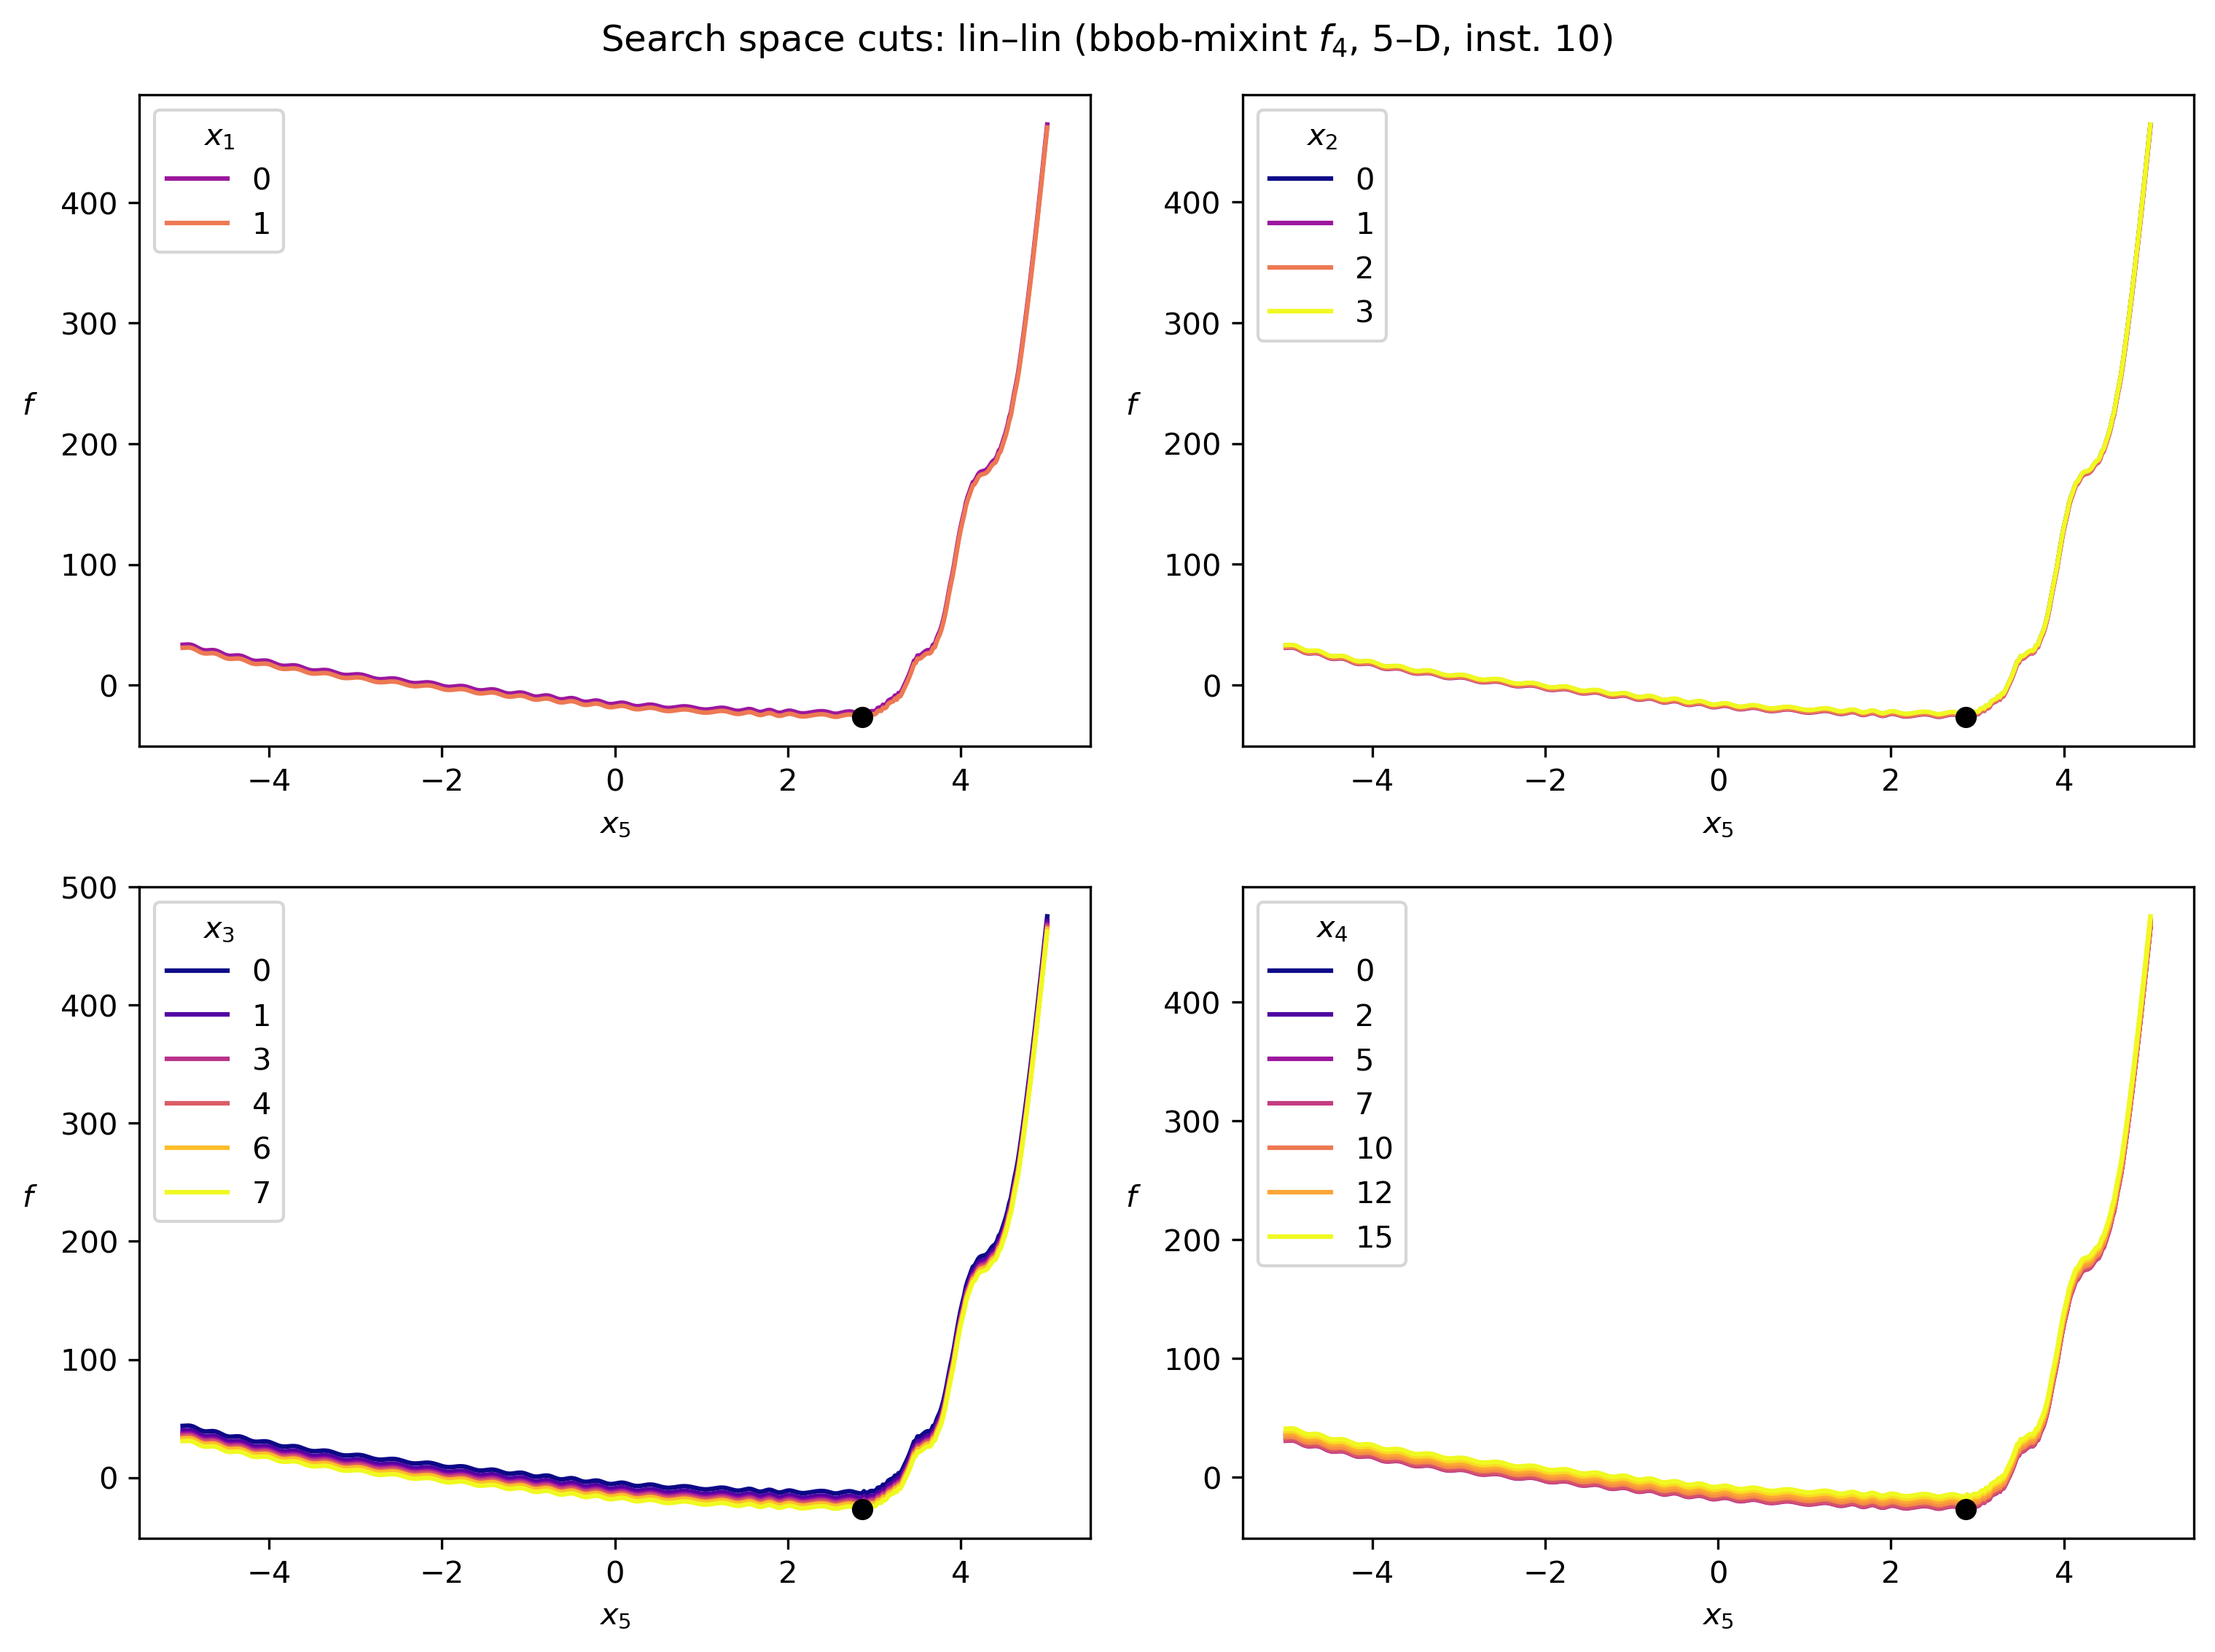 Search space cuts: lin–lin (bbob-mixint f₄, 5–D, inst. 10)
x₁
0
1
400
300
200
100
0
f
−4 −2 0 2 4
x₅
x₂
0
1
2
3
400
300
200
100
0
f
−4 −2 0 2 4
x₅
x₃
0
1
3
4
6
7
500
400
300
200
100
0
f
−4 −2 0 2 4
x₅
x₄
0
2
5
7
10
12
15
400
300
200
100
0
f
−4 −2 0 2 4
x₅